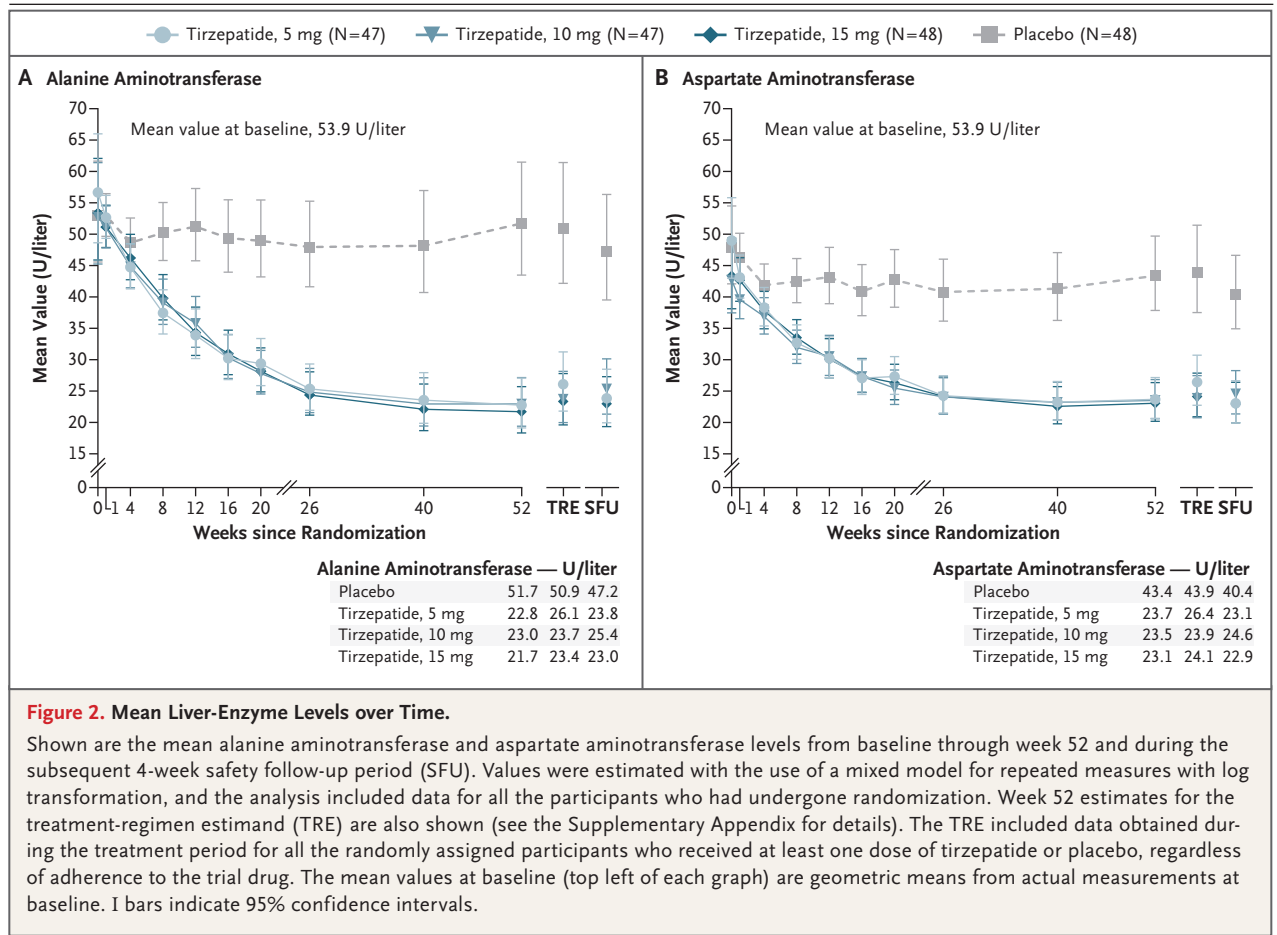 Tirzepatide, 5 mg (N=47) Tirzepatide, 10 mg (N=47) Tirzepatide, 15 mg (N=48) Placebo (N=48)
A Alanine Aminotransferase
Mean value at baseline, 53.9 U/liter
Mean Value (U/liter)
70
65
60
55
50
45
40
35
30
25
20
15
0
0 1 4 8 12 16 20 26 40 52 TRE SFU
Weeks since Randomization
Alanine Aminotransferase — U/liter
Placebo 51.7 50.9 47.2
Tirzepatide, 5 mg 22.8 26.1 23.8
Tirzepatide, 10 mg 23.0 23.7 25.4
Tirzepatide, 15 mg 21.7 23.4 23.0
B Aspartate Aminotransferase
Mean value at baseline, 53.9 U/liter
Mean Value (U/liter)
70
65
60
55
50
45
40
35
30
25
20
15
0
0 1 4 8 12 16 20 26 40 52 TRE SFU
Weeks since Randomization
Aspartate Aminotransferase — U/liter
Placebo 43.4 43.9 40.4
Tirzepatide, 5 mg 23.7 26.4 23.1
Tirzepatide, 10 mg 23.5 23.9 24.6
Tirzepatide, 15 mg 23.1 24.1 22.9
Figure 2. Mean Liver-Enzyme Levels over Time.
Shown are the mean alanine aminotransferase and aspartate aminotransferase levels from baseline through week 52 and during the
subsequent 4-week safety follow-up period (SFU). Values were estimated with the use of a mixed model for repeated measures with log
transformation, and the analysis included data for all the participants who had undergone randomization. Week 52 estimates for the
treatment-regimen estimand (TRE) are also shown (see the Supplementary Appendix for details). The TRE included data obtained dur-
ing the treatment period for all the randomly assigned participants who received at least one dose of tirzepatide or placebo, regardless
of adherence to the trial drug. The mean values at baseline (top left of each graph) are geometric means from actual measurements at
baseline. I bars indicate 95% confidence intervals.